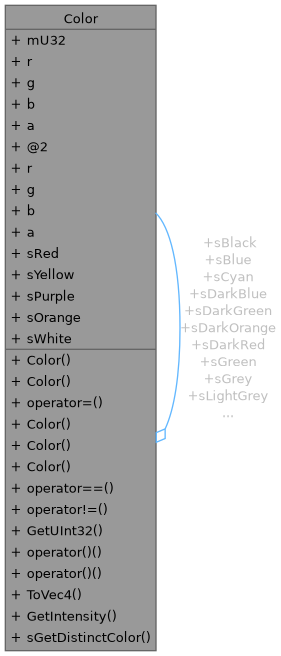 Color
+ mU32
+ r
+ g
+ b
+ a
+ @2
+ r
+ g
+ b
+ a
+ sRed
+ sYellow
+ sPurple
+ sOrange
+ sWhite
+ Color()
+ Color()
+ operator=()
+ Color()
+ Color()
+ Color()
+ operator==()
+ operator!=()
+ GetUInt32()
+ operator()()
+ operator()()
+ ToVec4()
+ GetIntensity()
+ sGetDistinctColor()
+sBlack
+sBlue
+sCyan
+sDarkBlue
+sDarkGreen
+sDarkOrange
+sDarkRed
+sGreen
+sGrey
+sLightGrey
...